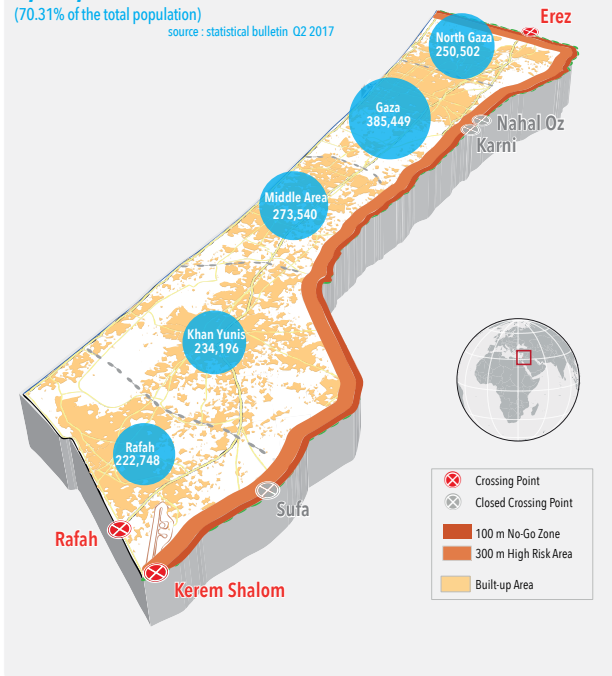 (70.31% of the total population)
source : statistical bulletin Q2 2017
Erez
North Gaza
250,502
Gaza
385,449
Nahal Oz
Karni
Middle Area
273,540
Khan Yunis
234,196
Rafah
222,748
Sufa
Rafah
Kerem Shalom
Crossing Point
Closed Crossing Point
100 m No-Go Zone
300 m High Risk Area
Built-up Area